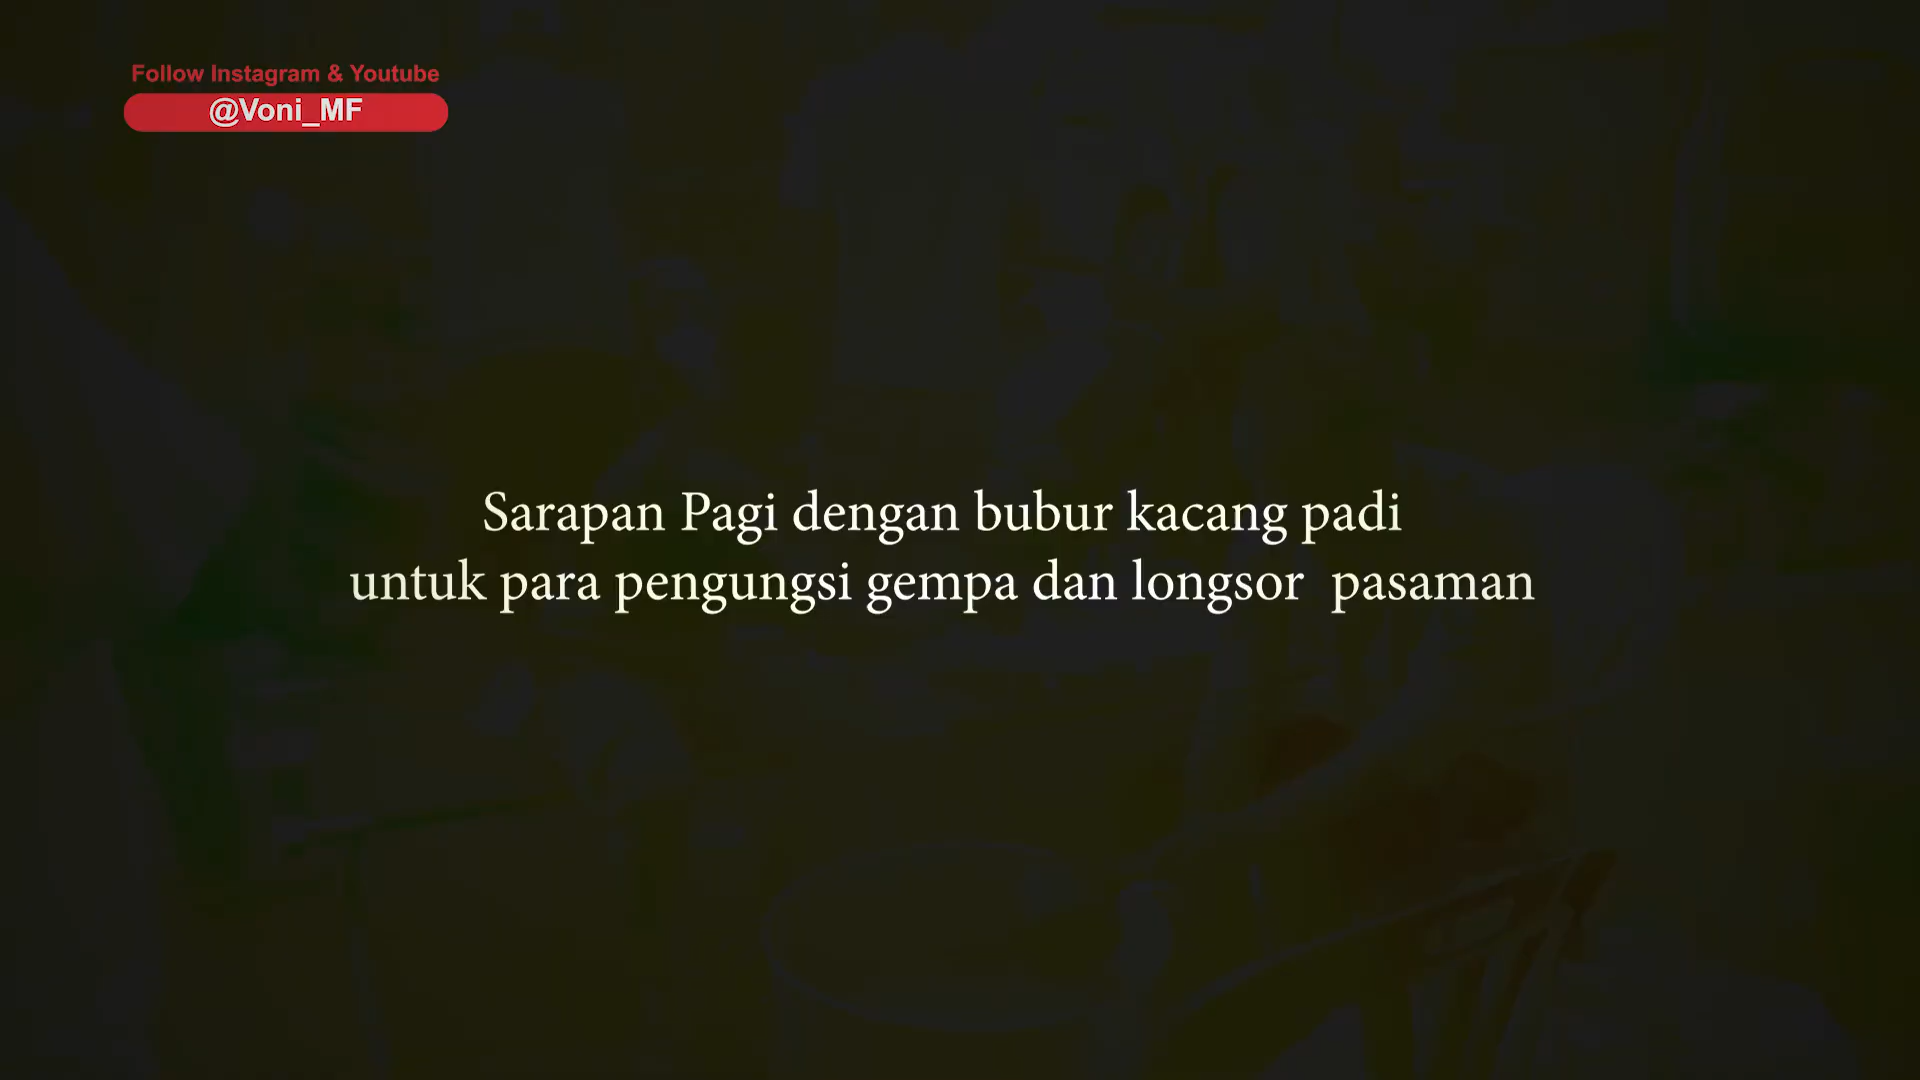 Follow Instagram & Youtube
@Voni_MF
Sarapan Pagi dengan bubur kacang padi
untuk para pengungsi gempa dan longsor pasaman